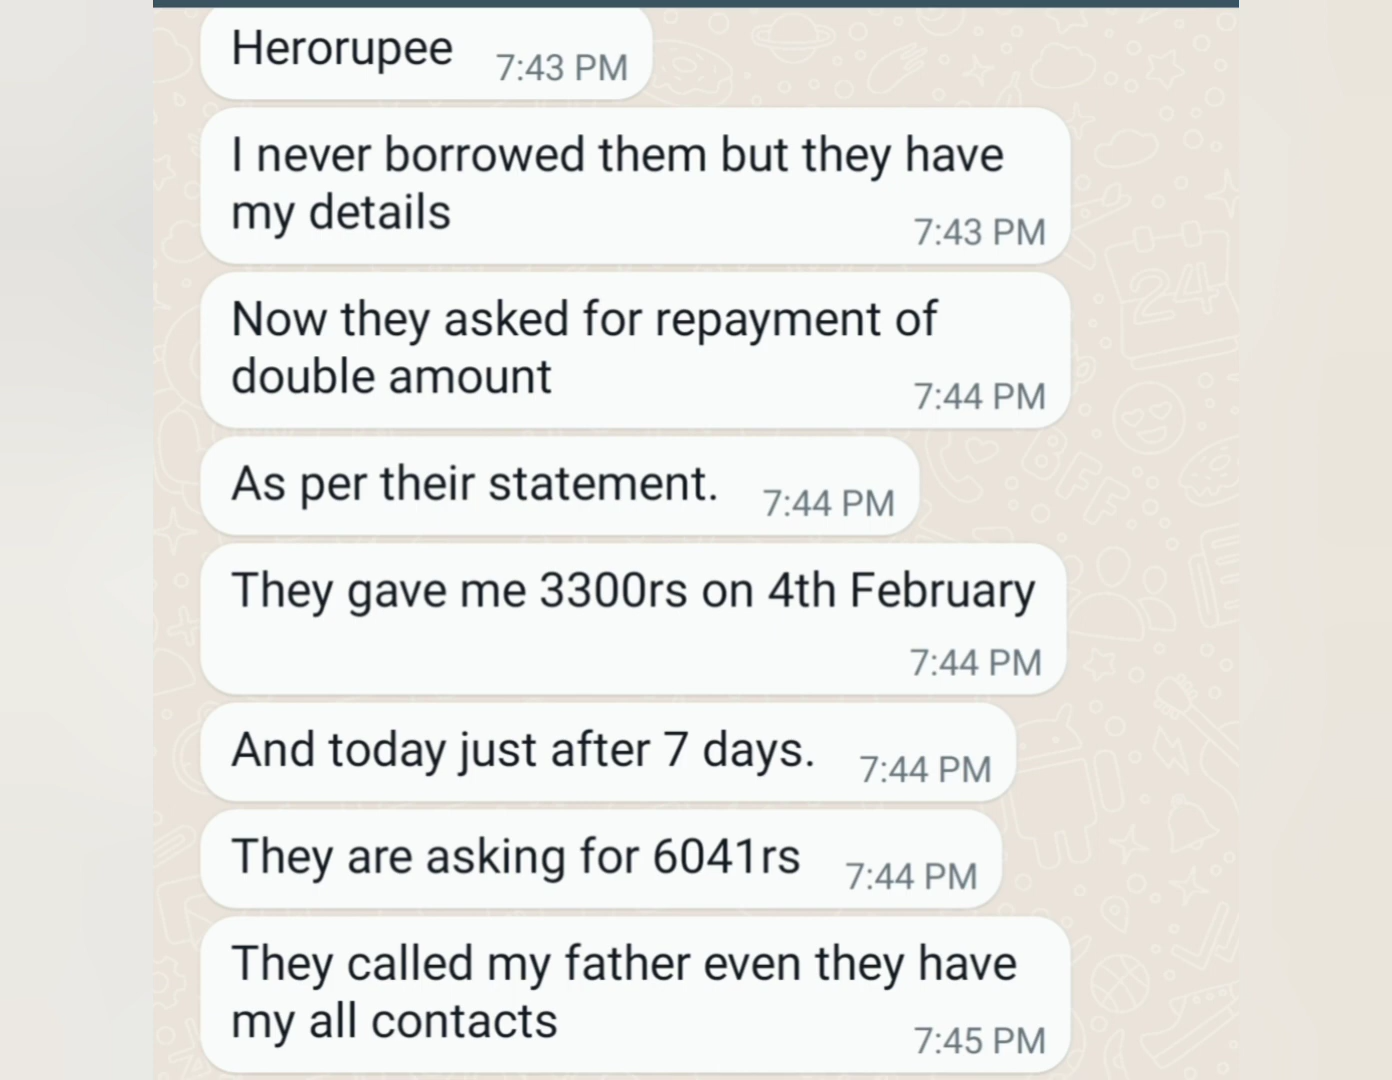 Herorupee 7:43 PM
I never borrowed them but they have
my details 7:43 PM
Now they asked for repayment of
double amount 7:44 PM
As per their statement. 7:44 PM
They gave me 3300rs on 4th February
7:44 PM
And today just after 7 days. 7:44 PM
They are asking for 6041rs 7:44 PM
They called my father even they have
my all contacts 7:45 PM
24
BFF